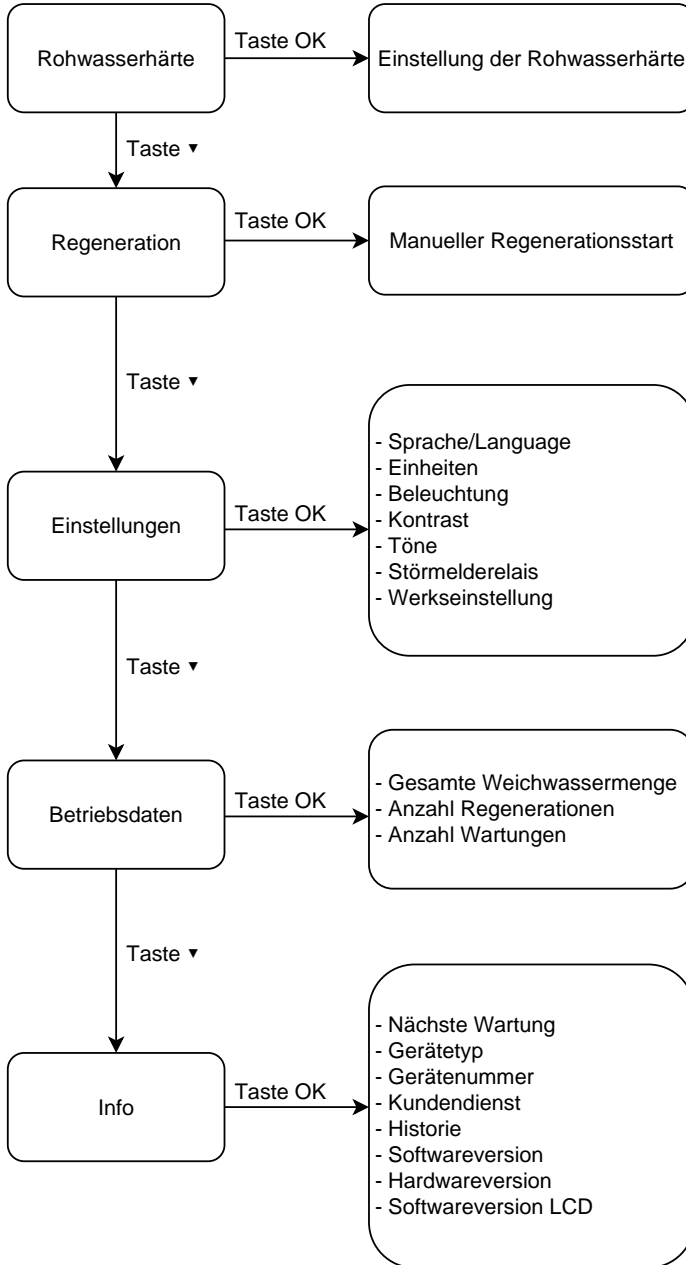 Rohwasserhärte
Taste OK
Einstellung der Rohwasserhärte
Taste ▼
Regeneration
Taste OK
Manueller Regenerationsstart
Taste ▼
Einstellungen
Taste OK
- Sprache/Language
- Einheiten
- Beleuchtung
- Kontrast
- Töne
- Störmelderelais
- Werkseinstellung
Taste ▼
Betriebsdaten
Taste OK
- Gesamte Weichwassermenge
- Anzahl Regenerationen
- Anzahl Wartungen
Taste ▼
Info
Taste OK
- Nächste Wartung
- Gerätetyp
- Gerätenummer
- Kundendienst
- Historie
- Softwareversion
- Hardwareversion
- Softwareversion LCD